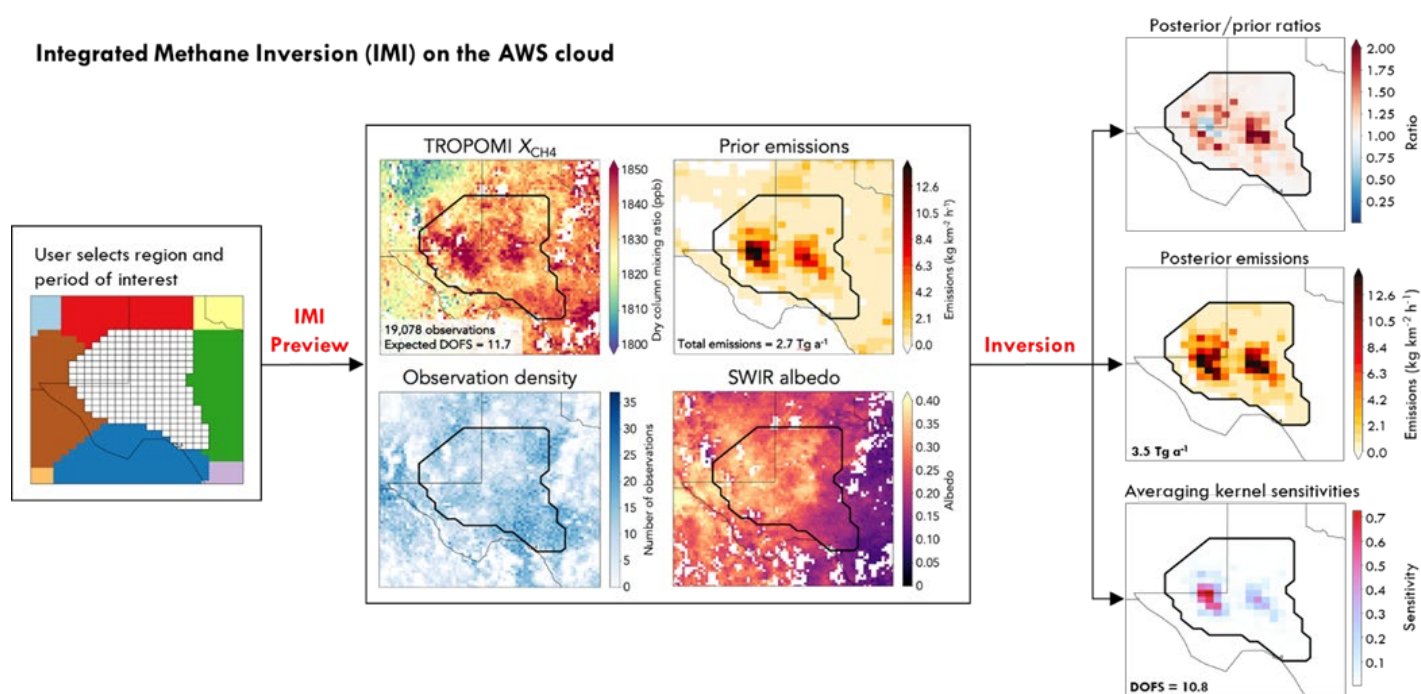 Integrated Methane Inversion (IMI) on the AWS cloud
User selects region and
period of interest
IMI
Preview
TROPOMI XCH4
1850
1840
1830
1820
1810
1800
Dry column mixing ratio (ppb)
19,078 observations
Expected DOFS = 11.7
Prior emissions
12.6
10.5
8.4
6.3
4.2
2.1
0.0
Emissions (kg km⁻² h⁻¹)
Total emissions = 2.7 Tg a⁻¹
Observation density
35
30
25
20
15
10
5
0
Number of observations
SWIR albedo
0.40
0.35
0.30
0.25
0.20
0.15
0.10
0.05
0
Albedo
Inversion
Posterior/prior ratios
2.00
1.75
1.50
1.25
1.00
0.75
0.50
0.25
Ratio
Posterior emissions
12.6
10.5
8.4
6.3
4.2
2.1
0.0
Emissions (kg km⁻² h⁻¹)
3.5 Tg a⁻¹
Averaging kernel sensitivities
0.7
0.6
0.5
0.4
0.3
0.2
0.1
Sensitivity
DOFS = 10.8